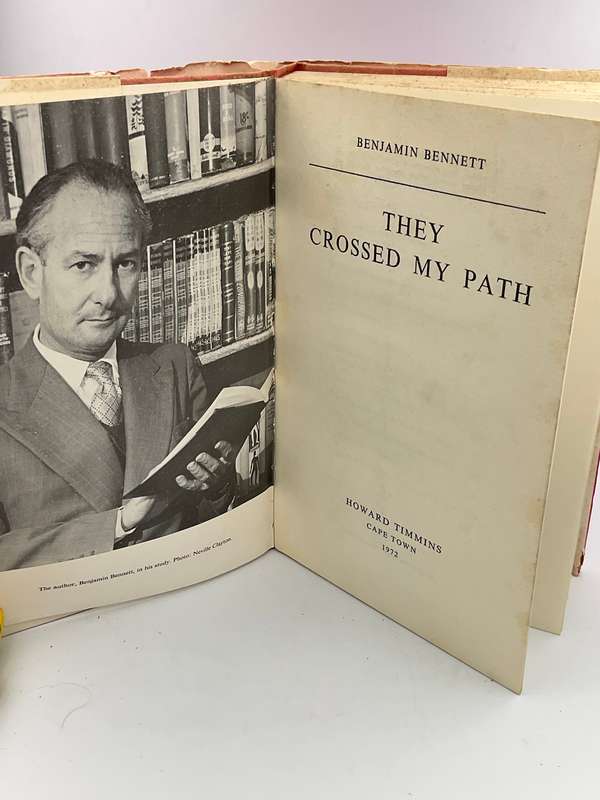 The author, Benjamin Bennett, in his study. Photo: Neville Clayton.
BENJAMIN BENNETT
THEY
CROSSED MY PATH
HOWARD TIMMINS
CAPE TOWN
1972